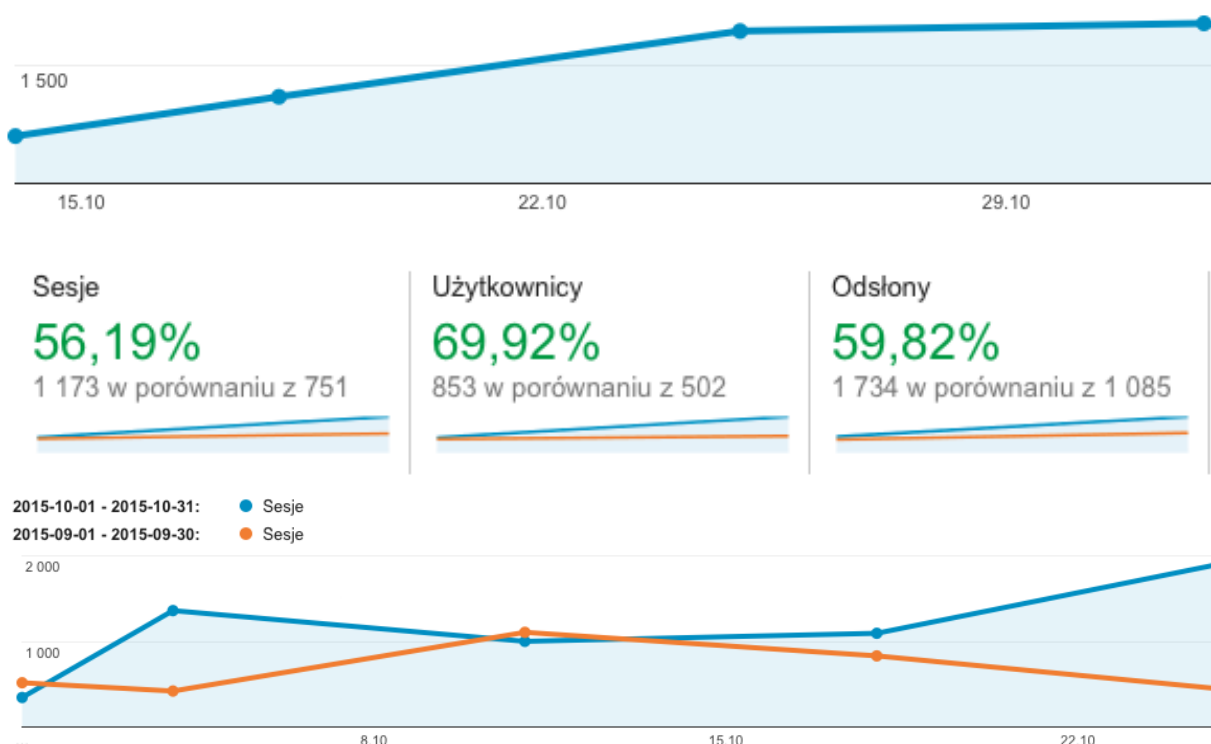 1 500
15.10 22.10 29.10
Sesje Użytkownicy Odsłony
56,19% 69,92% 59,82%
1 173 w porównaniu z 751 853 w porównaniu z 502 1 734 w porównaniu z 1 085
2015-10-01 - 2015-10-31: Sesje
2015-09-01 - 2015-09-30: Sesje
2 000
1 000
... 8.10 15.10 22.10